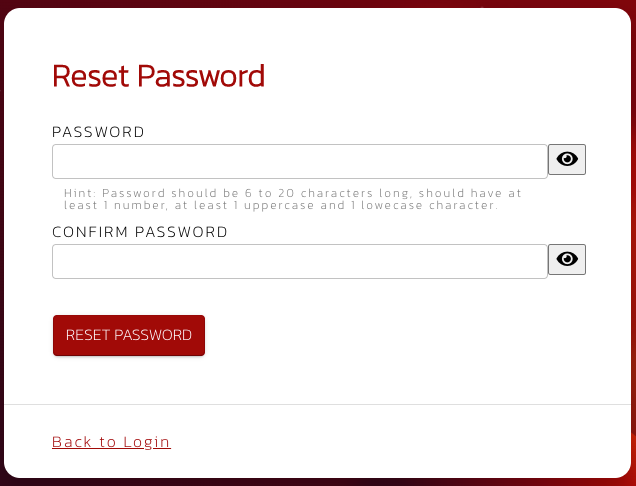 Reset Password
PASSWORD
Hint: Password should be 6 to 20 characters long, should have at
least 1 number, at least 1 uppercase and 1 lowecase character.
CONFIRM PASSWORD
RESET PASSWORD
Back to Login